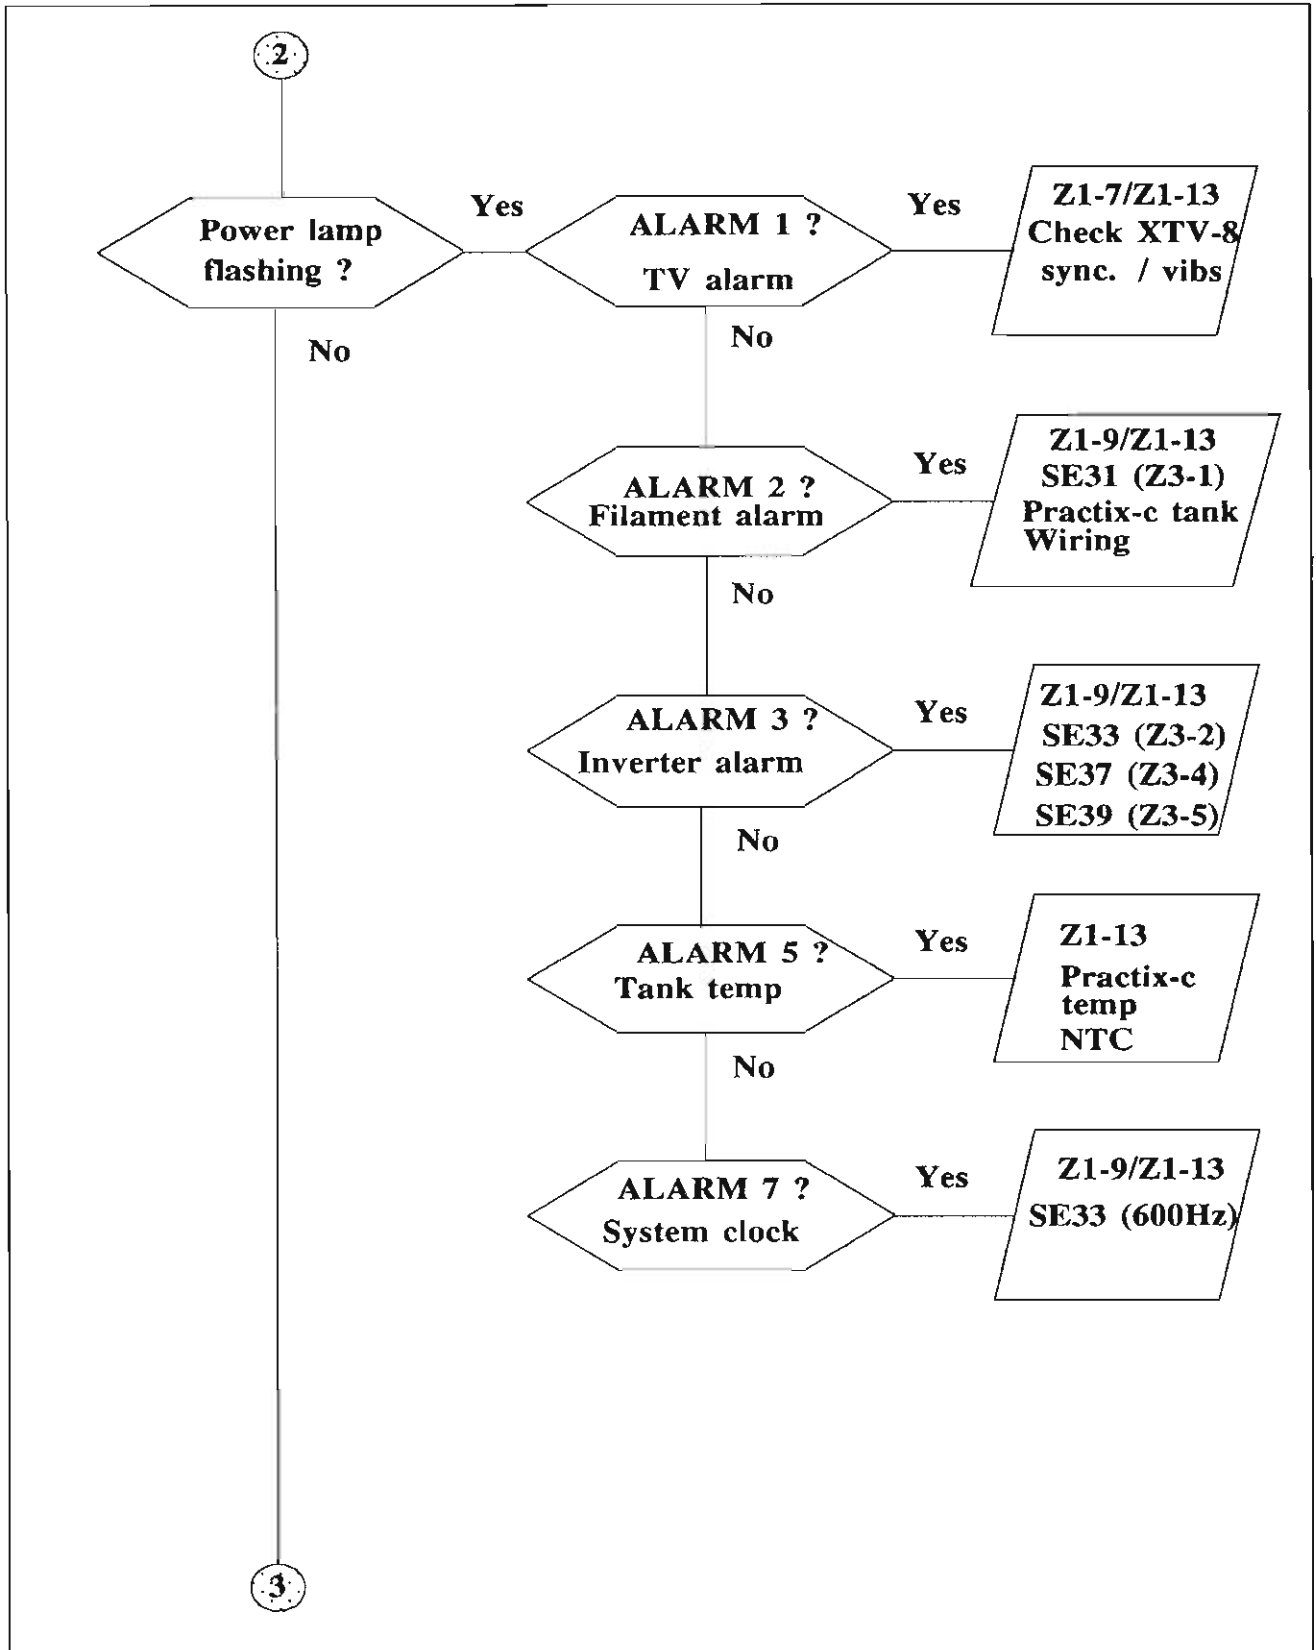 2
Power lamp
flashing ?
Yes
ALARM 1 ?
TV alarm
Yes
Z1-7/Z1-13
Check XTV-8
sync. / vibs
No
No
ALARM 2 ?
Filament alarm
Yes
Z1-9/Z1-13
SE31 (Z3-1)
Practix-c tank
Wiring
No
ALARM 3 ?
Inverter alarm
Yes
Z1-9/Z1-13
SE33 (Z3-2)
SE37 (Z3-4)
SE39 (Z3-5)
No
ALARM 5 ?
Tank temp
Yes
Z1-13
Practix-c
temp
NTC
No
ALARM 7 ?
System clock
Yes
Z1-9/Z1-13
SE33 (600Hz)
3